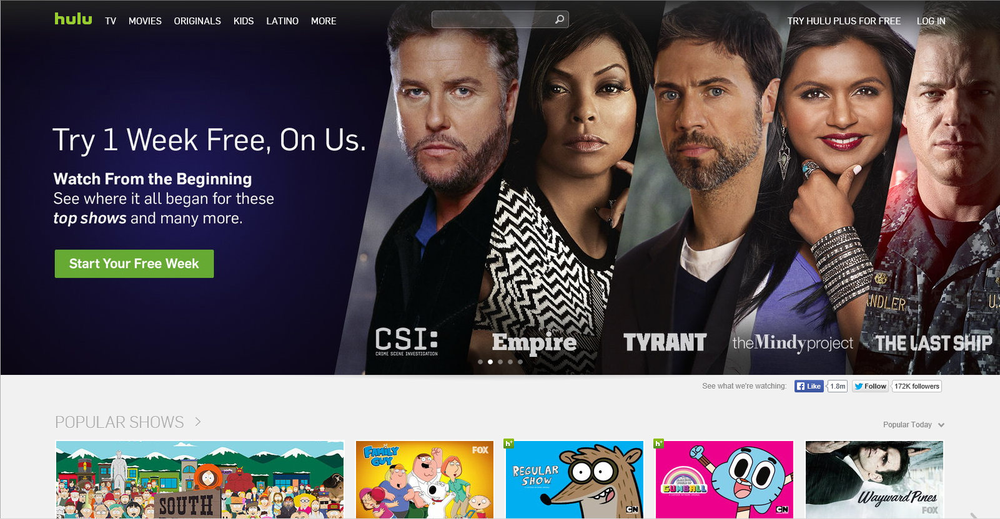 hulu TV MOVIES ORIGINALS KIDS LATINO MORE TRY HULU PLUS FOR FREE LOG IN
Try 1 Week Free, On Us.
Watch From the Beginning
See where it all began for these
top shows and many more.
Start Your Free Week
ANDLER U.S
CSI:
CRIME SCENE INVESTIGATION
Empire
TYRANT
the Mindy project
THE LAST SHIP
See what we're watching: Like 1.8m Follow 172K followers
POPULAR SHOWS
Popular Today
SOUTH
FAMILY
GUY
FOX
h+
REGULAR
SHOW
CN
h+
GUMBALL
CN
Wayward Pines
FOX